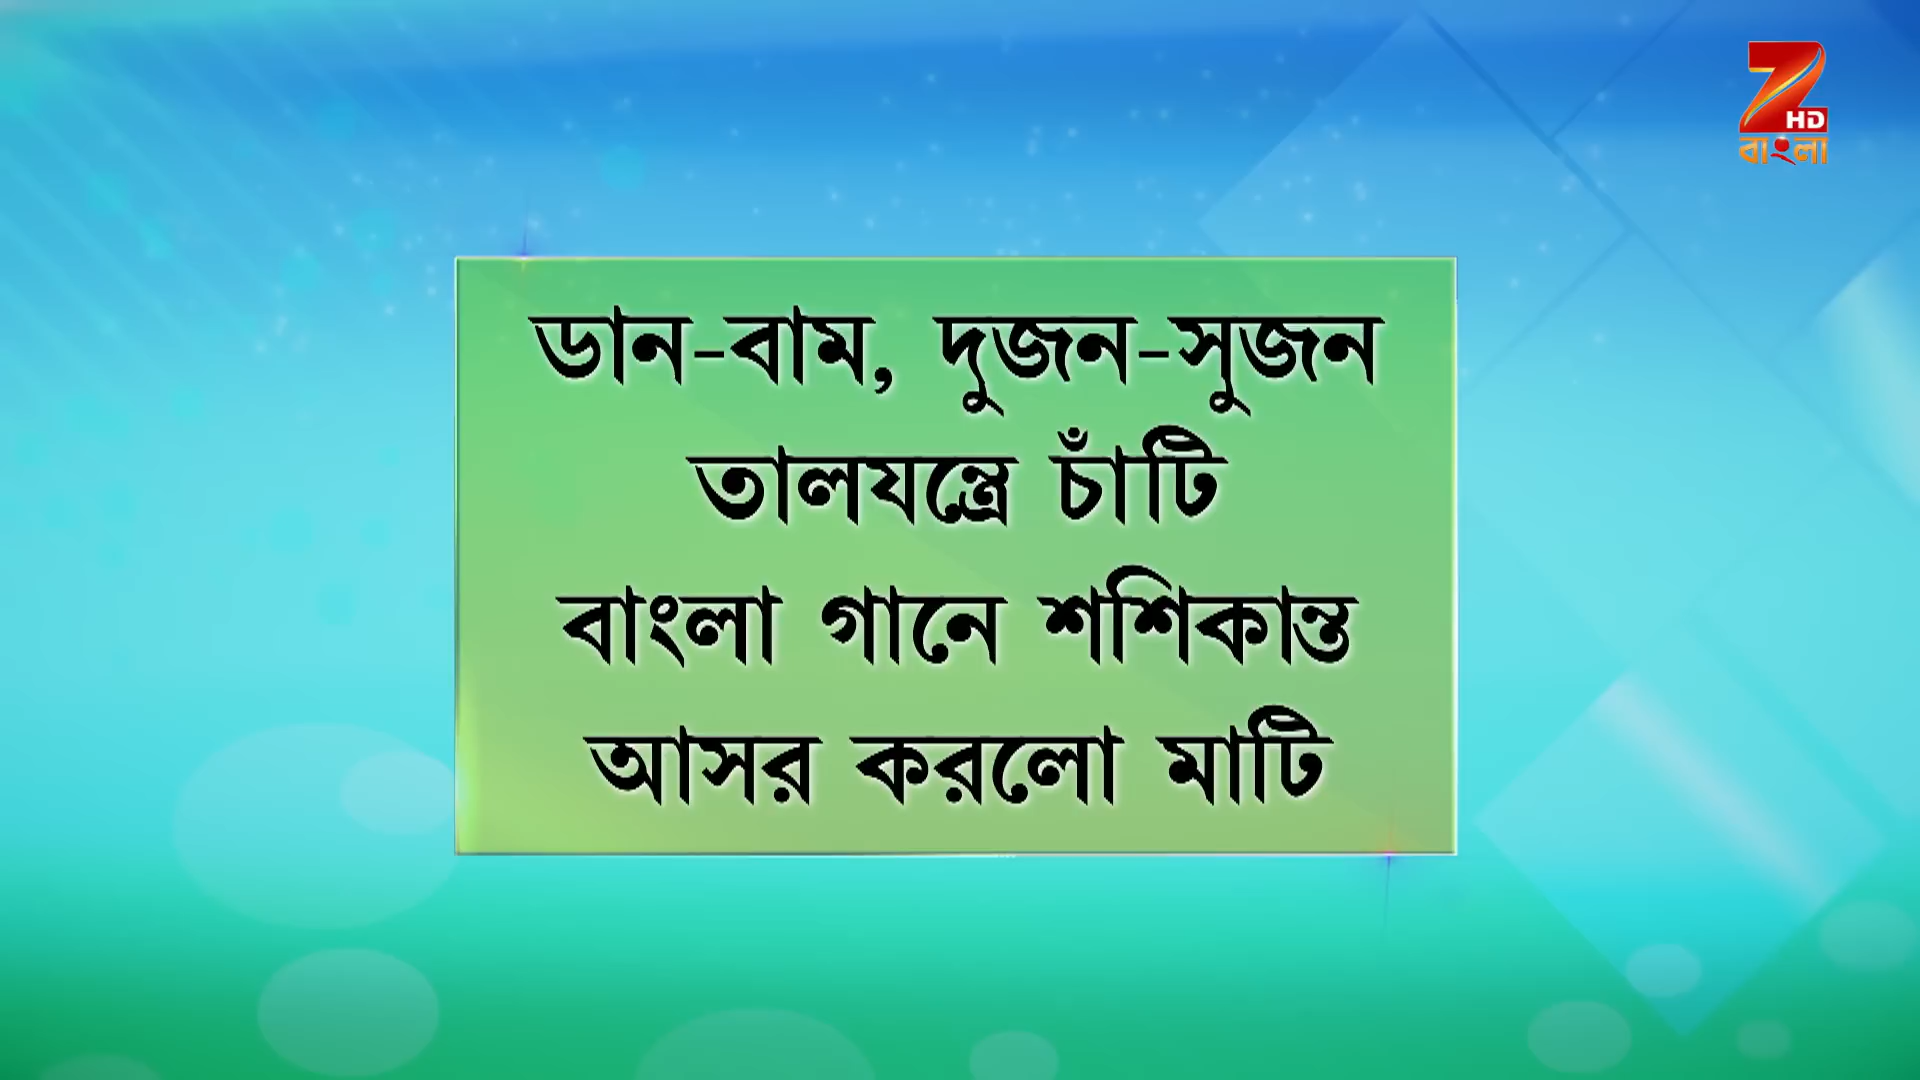 HD
বাংলা
ডান-বাম, দুজন-সুজন
তালযন্ত্রে চাঁটি
বাংলা গানে শশিকান্ত
আসর করলো মাটি